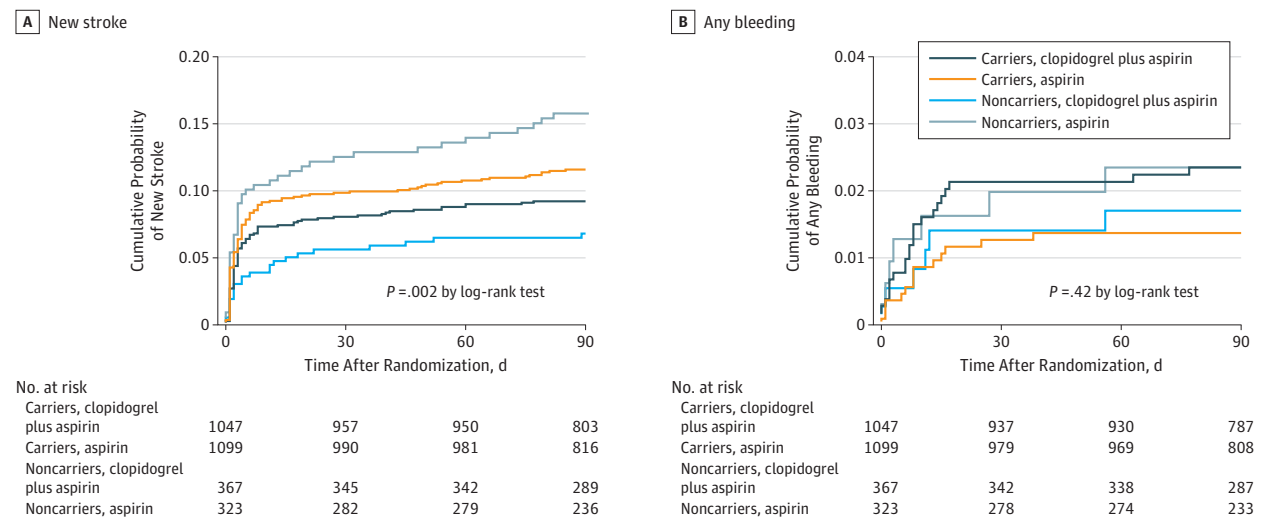 A New stroke
0.20
0.15
0.10
0.05
0
Cumulative Probability
of New Stroke
P =.002 by log-rank test
0 30 60 90
Time After Randomization, d
No. at risk
Carriers, clopidogrel
plus aspirin 1047 957 950 803
Carriers, aspirin 1099 990 981 816
Noncarriers, clopidogrel
plus aspirin 367 345 342 289
Noncarriers, aspirin 323 282 279 236
B Any bleeding
0.04
0.03
0.02
0.01
0
Cumulative Probability
of Any Bleeding
Carriers, clopidogrel plus aspirin
Carriers, aspirin
Noncarriers, clopidogrel plus aspirin
Noncarriers, aspirin
P =.42 by log-rank test
0 30 60 90
Time After Randomization, d
No. at risk
Carriers, clopidogrel
plus aspirin 1047 937 930 787
Carriers, aspirin 1099 979 969 808
Noncarriers, clopidogrel
plus aspirin 367 342 338 287
Noncarriers, aspirin 323 278 274 233